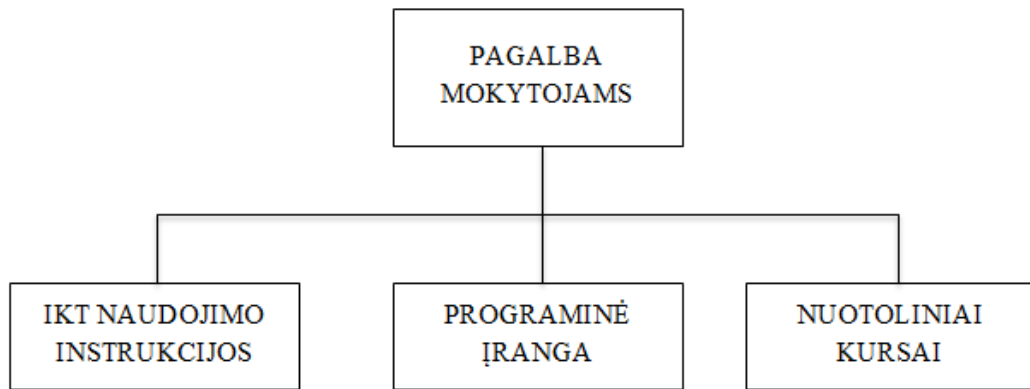 PAGALBA
MOKYTOJAMS
IKT NAUDOJIMO
INSTRUKCIJOS
PROGRAMINĖ
ĮRANGA
NUOTOLINIAI
KURSAI